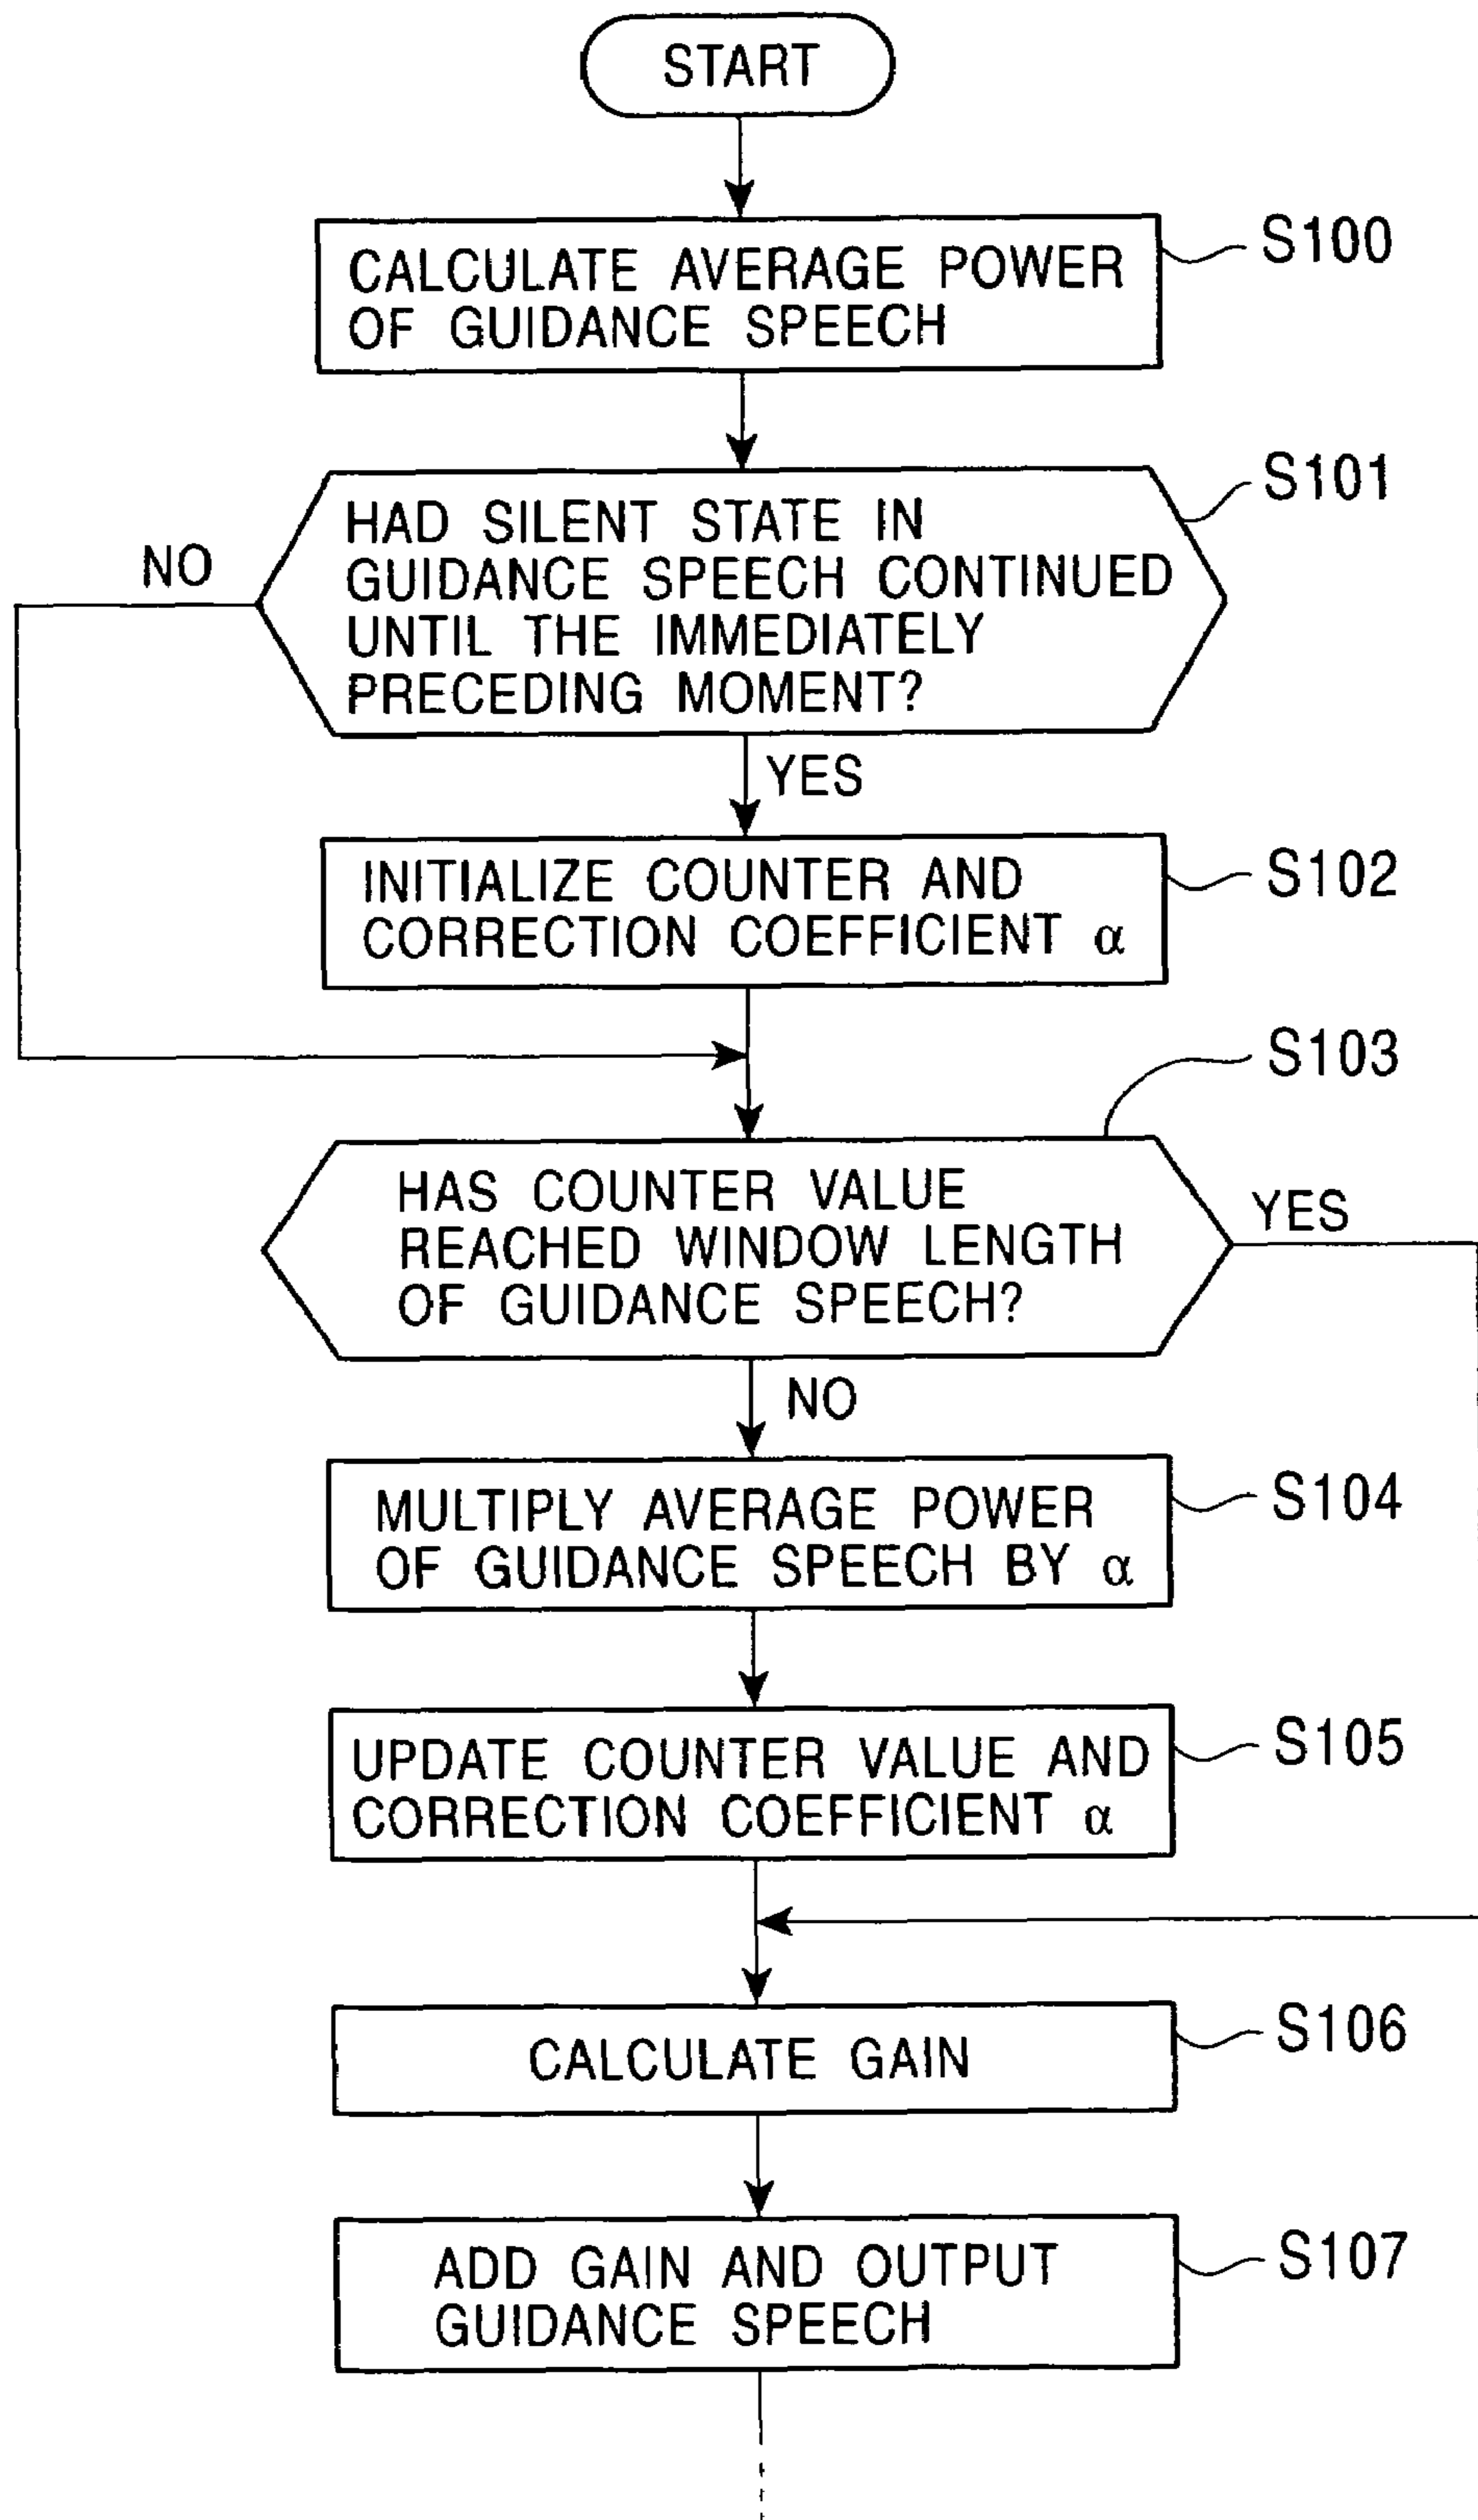 START
CALCULATE AVERAGE POWER
OF GUIDANCE SPEECH
S100
HAD SILENT STATE IN
GUIDANCE SPEECH CONTINUED
UNTIL THE IMMEDIATELY
PRECEDING MOMENT?
S101
NO
YES
INITIALIZE COUNTER AND
CORRECTION COEFFICIENT α
S102
S103
HAS COUNTER VALUE
REACHED WINDOW LENGTH
OF GUIDANCE SPEECH?
YES
NO
MULTIPLY AVERAGE POWER
OF GUIDANCE SPEECH BY α
S104
UPDATE COUNTER VALUE AND
CORRECTION COEFFICIENT α
S105
CALCULATE GAIN
S106
ADD GAIN AND OUTPUT
GUIDANCE SPEECH
S107